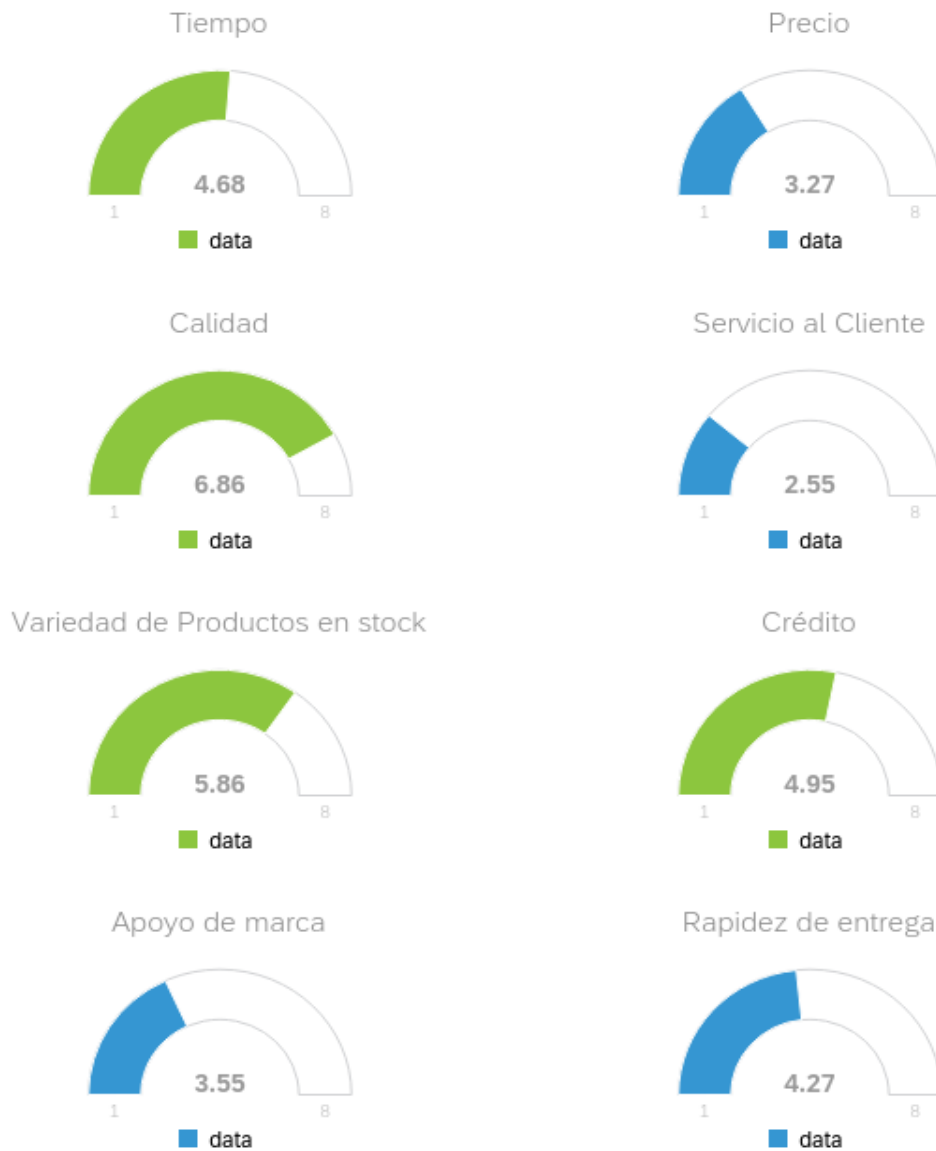 Tiempo
4.68
1 8
data
Precio
3.27
1 8
data
Calidad
6.86
1 8
data
Servicio al Cliente
2.55
1 8
data
Variedad de Productos en stock
5.86
1 8
data
Crédito
4.95
1 8
data
Apoyo de marca
3.55
1 8
data
Rapidez de entrega
4.27
1 8
data